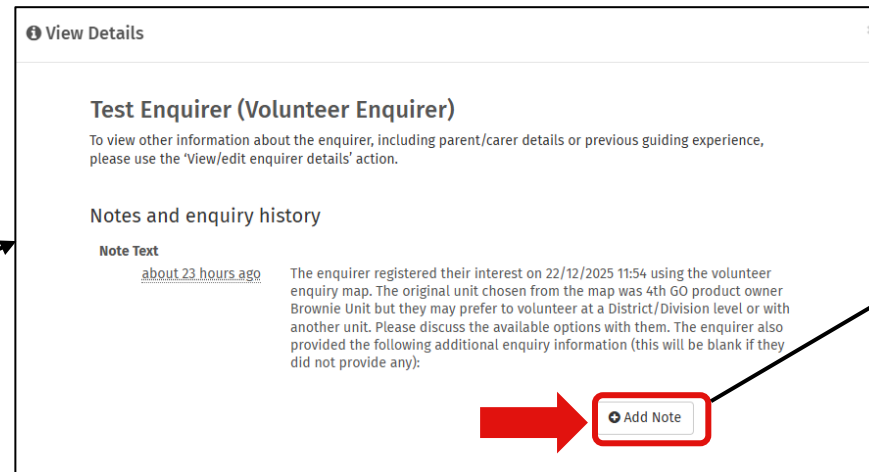 View Details
Test Enquirer (Volunteer Enquirer)
To view other information about the enquirer, including parent/carer details or previous guiding experience,
please use the ‘View/edit enquirer details’ action.
Notes and enquiry history
Note Text
about 23 hours ago The enquirer registered their interest on 22/12/2025 11:54 using the volunteer
enquiry map. The original unit chosen from the map was 4th GO product owner
Brownie Unit but they may prefer to volunteer at a District/Division level or with
another unit. Please discuss the available options with them. The enquirer also
provided the following additional enquiry information (this will be blank if they
did not provide any):
Add Note